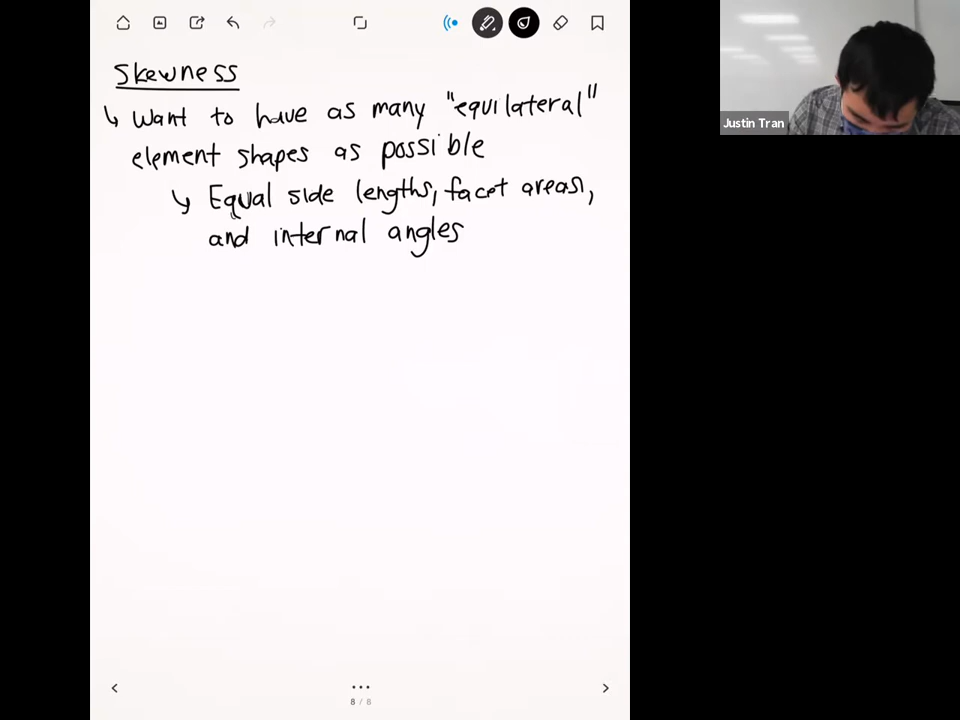 Skewness
↳ Want to have as many "equilateral"
element shapes as possible
↳ Equal side lengths, facet areas,
and internal angles
Justin Tran
8 / 8